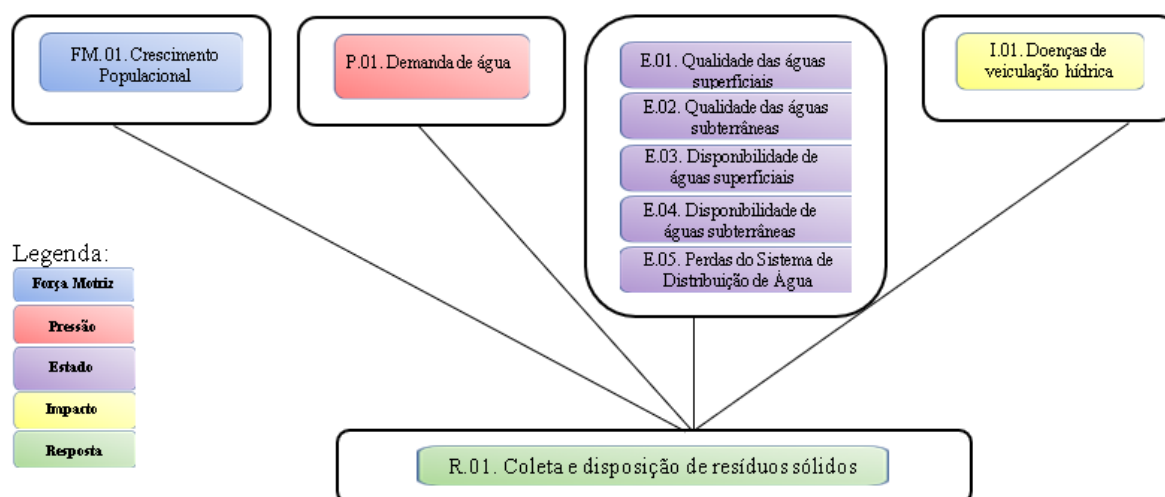 FM.01. Crescimento
Populacional
P.01. Demanda de água
E.01. Qualidade das águas
superficiais
E.02. Qualidade das águas
subterrâneas
E.03. Disponibilidade de
águas superficiais
E.04. Disponibilidade de
águas subterrâneas
E.05. Perdas do Sistema de
Distribuição de Água
I.01. Doenças de
veiculação hídrica
Legenda:
Força Motriz
Pressão
Estado
Impacto
Resposta
R.01. Coleta e disposição de resíduos sólidos